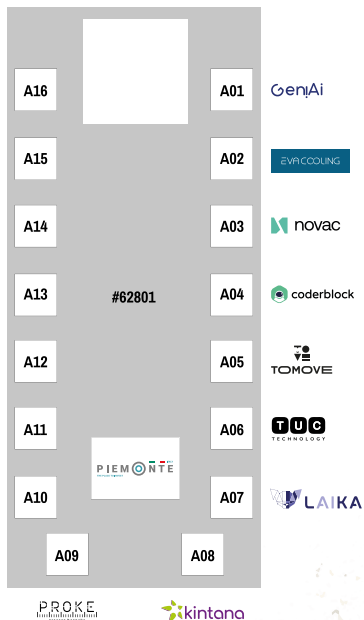 A16
A01
GeniAi
A15
A02
EVA COOLING
A14
A03
novac
A13
#62801
A04
coderblock
A12
A05
TOMOVE
A11
A06
TUC
TECHNOLOGY
PIEMONTE
A10
A07
LAIKA
A09
A08
PROKE
kintana